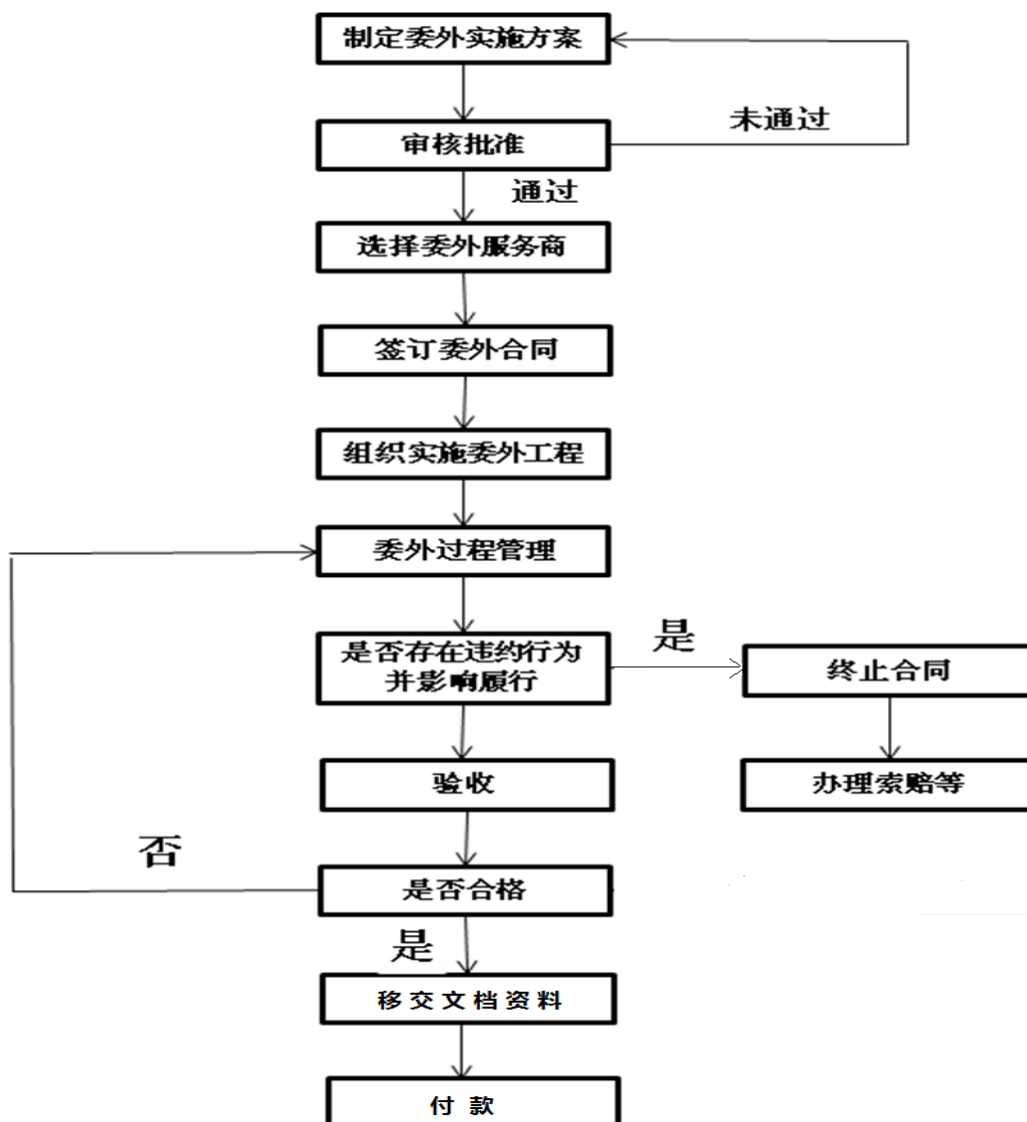 制定委外实施方案
未通过
审核批准
通过
选择委外服务商
签订委外合同
组织实施委外工程
委外过程管理
是否存在违约行为
并影响履行
是
终止合同
验收
办理索赔等
否
是否合格
是
移交文档资料
付款